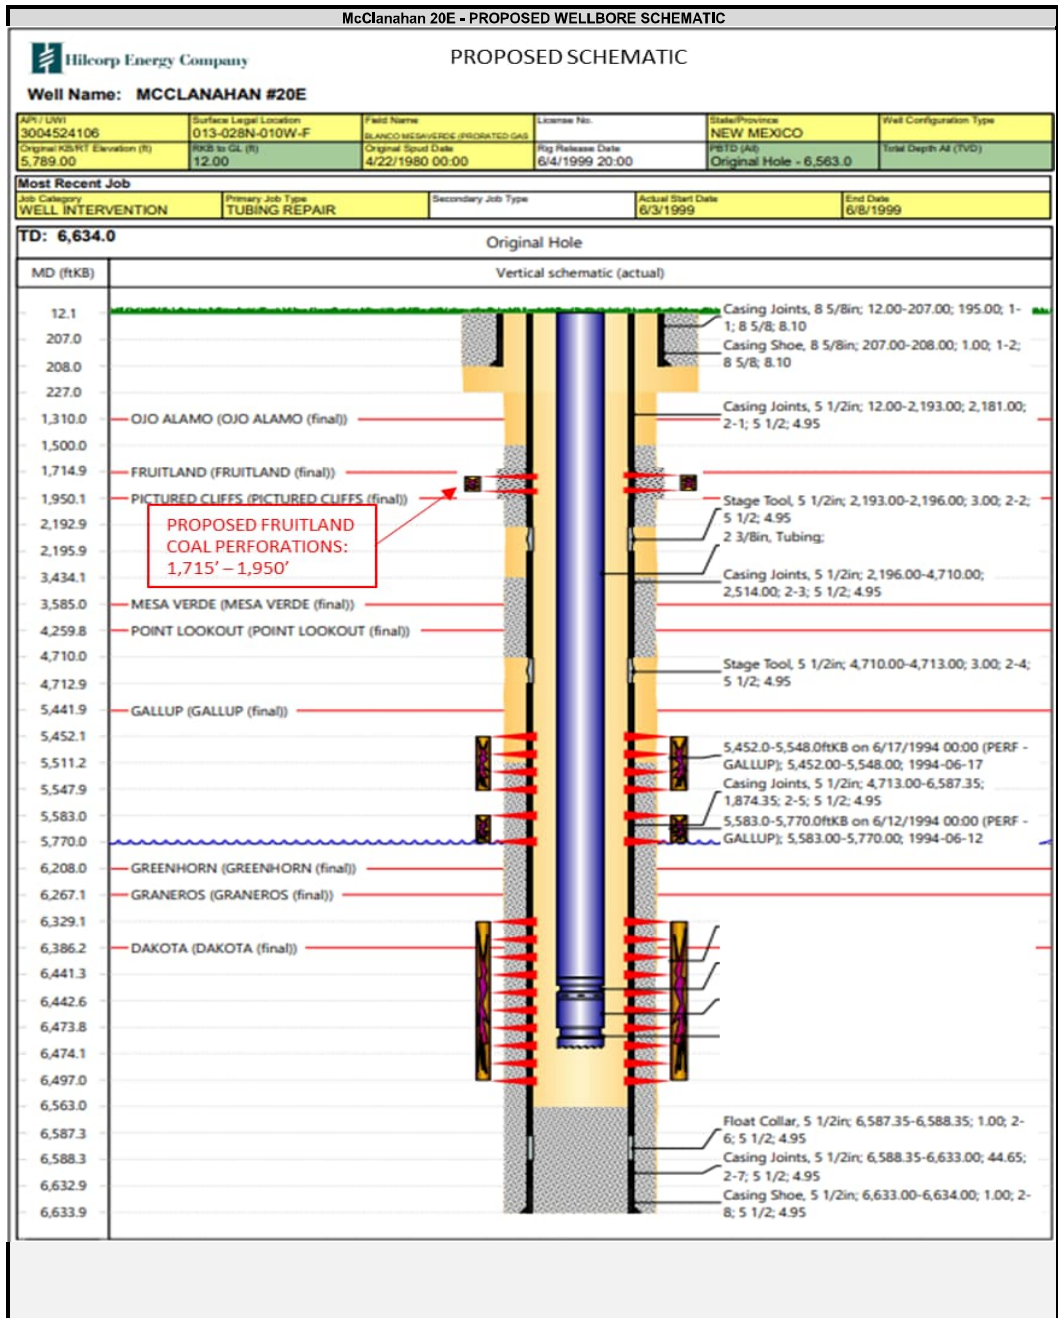 McClanahan 20E - PROPOSED WELLBORE SCHEMATIC
Hilcorp Energy Company
PROPOSED SCHEMATIC
Well Name: MCCLANAHAN #20E
API / UWI
3004524106
Surface Legal Location
013-028N-010W-F
Field Name
BLANCO MESAVERDE (PRORATED GAS
License No.
State/Province
NEW MEXICO
Well Configuration Type
Original KB/RT Elevation (ft)
5,789.00
RKB to GL (ft)
12.00
Original Spud Date
4/22/1980 00:00
Rig Release Date
6/4/1999 20:00
PBTD (All)
Original Hole - 6,563.0
Total Depth All (TVD)
Most Recent Job
Job Category
WELL INTERVENTION
Primary Job Type
TUBING REPAIR
Secondary Job Type
Actual Start Date
6/3/1999
End Date
6/8/1999
TD: 6,634.0
Original Hole
MD (ftKB)
Vertical schematic (actual)
12.1
207.0
208.0
227.0
1,310.0
1,500.0
1,714.9
1,950.1
2,192.9
2,195.9
3,434.1
3,585.0
4,259.8
4,710.0
4,712.9
5,441.9
5,452.1
5,511.2
5,547.9
5,583.0
5,770.0
6,208.0
6,267.1
6,329.1
6,386.2
6,441.3
6,442.6
6,473.8
6,474.1
6,497.0
6,563.0
6,587.3
6,588.3
6,632.9
6,633.9
OJO ALAMO (OJO ALAMO (final))
FRUITLAND (FRUITLAND (final))
PICTURED CLIFFS (PICTURED CLIFFS (final))
PROPOSED FRUITLAND
COAL PERFORATIONS:
1,715' – 1,950'
MESA VERDE (MESA VERDE (final))
POINT LOOKOUT (POINT LOOKOUT (final))
GALLUP (GALLUP (final))
GREENHORN (GREENHORN (final))
GRANEROS (GRANEROS (final))
DAKOTA (DAKOTA (final))
Casing Joints, 8 5/8in; 12.00-207.00; 195.00; 1-
1; 8 5/8; 8.10
Casing Shoe, 8 5/8in; 207.00-208.00; 1.00; 1-2;
8 5/8; 8.10
Casing Joints, 5 1/2in; 12.00-2,193.00; 2,181.00;
2-1; 5 1/2; 4.95
Stage Tool, 5 1/2in; 2,193.00-2,196.00; 3.00; 2-2;
5 1/2; 4.95
2 3/8in, Tubing;
Casing Joints, 5 1/2in; 2,196.00-4,710.00;
2,514.00; 2-3; 5 1/2; 4.95
Stage Tool, 5 1/2in; 4,710.00-4,713.00; 3.00; 2-4;
5 1/2; 4.95
5,452.0-5,548.0ftKB on 6/17/1994 00:00 (PERF -
GALLUP); 5,452.00-5,548.00; 1994-06-17
Casing Joints, 5 1/2in; 4,713.00-6,587.35;
1,874.35; 2-5; 5 1/2; 4.95
5,583.0-5,770.0ftKB on 6/12/1994 00:00 (PERF -
GALLUP); 5,583.00-5,770.00; 1994-06-12
Float Collar, 5 1/2in; 6,587.35-6,588.35; 1.00; 2-
6; 5 1/2; 4.95
Casing Joints, 5 1/2in; 6,588.35-6,633.00; 44.65;
2-7; 5 1/2; 4.95
Casing Shoe, 5 1/2in; 6,633.00-6,634.00; 1.00; 2-
8; 5 1/2; 4.95